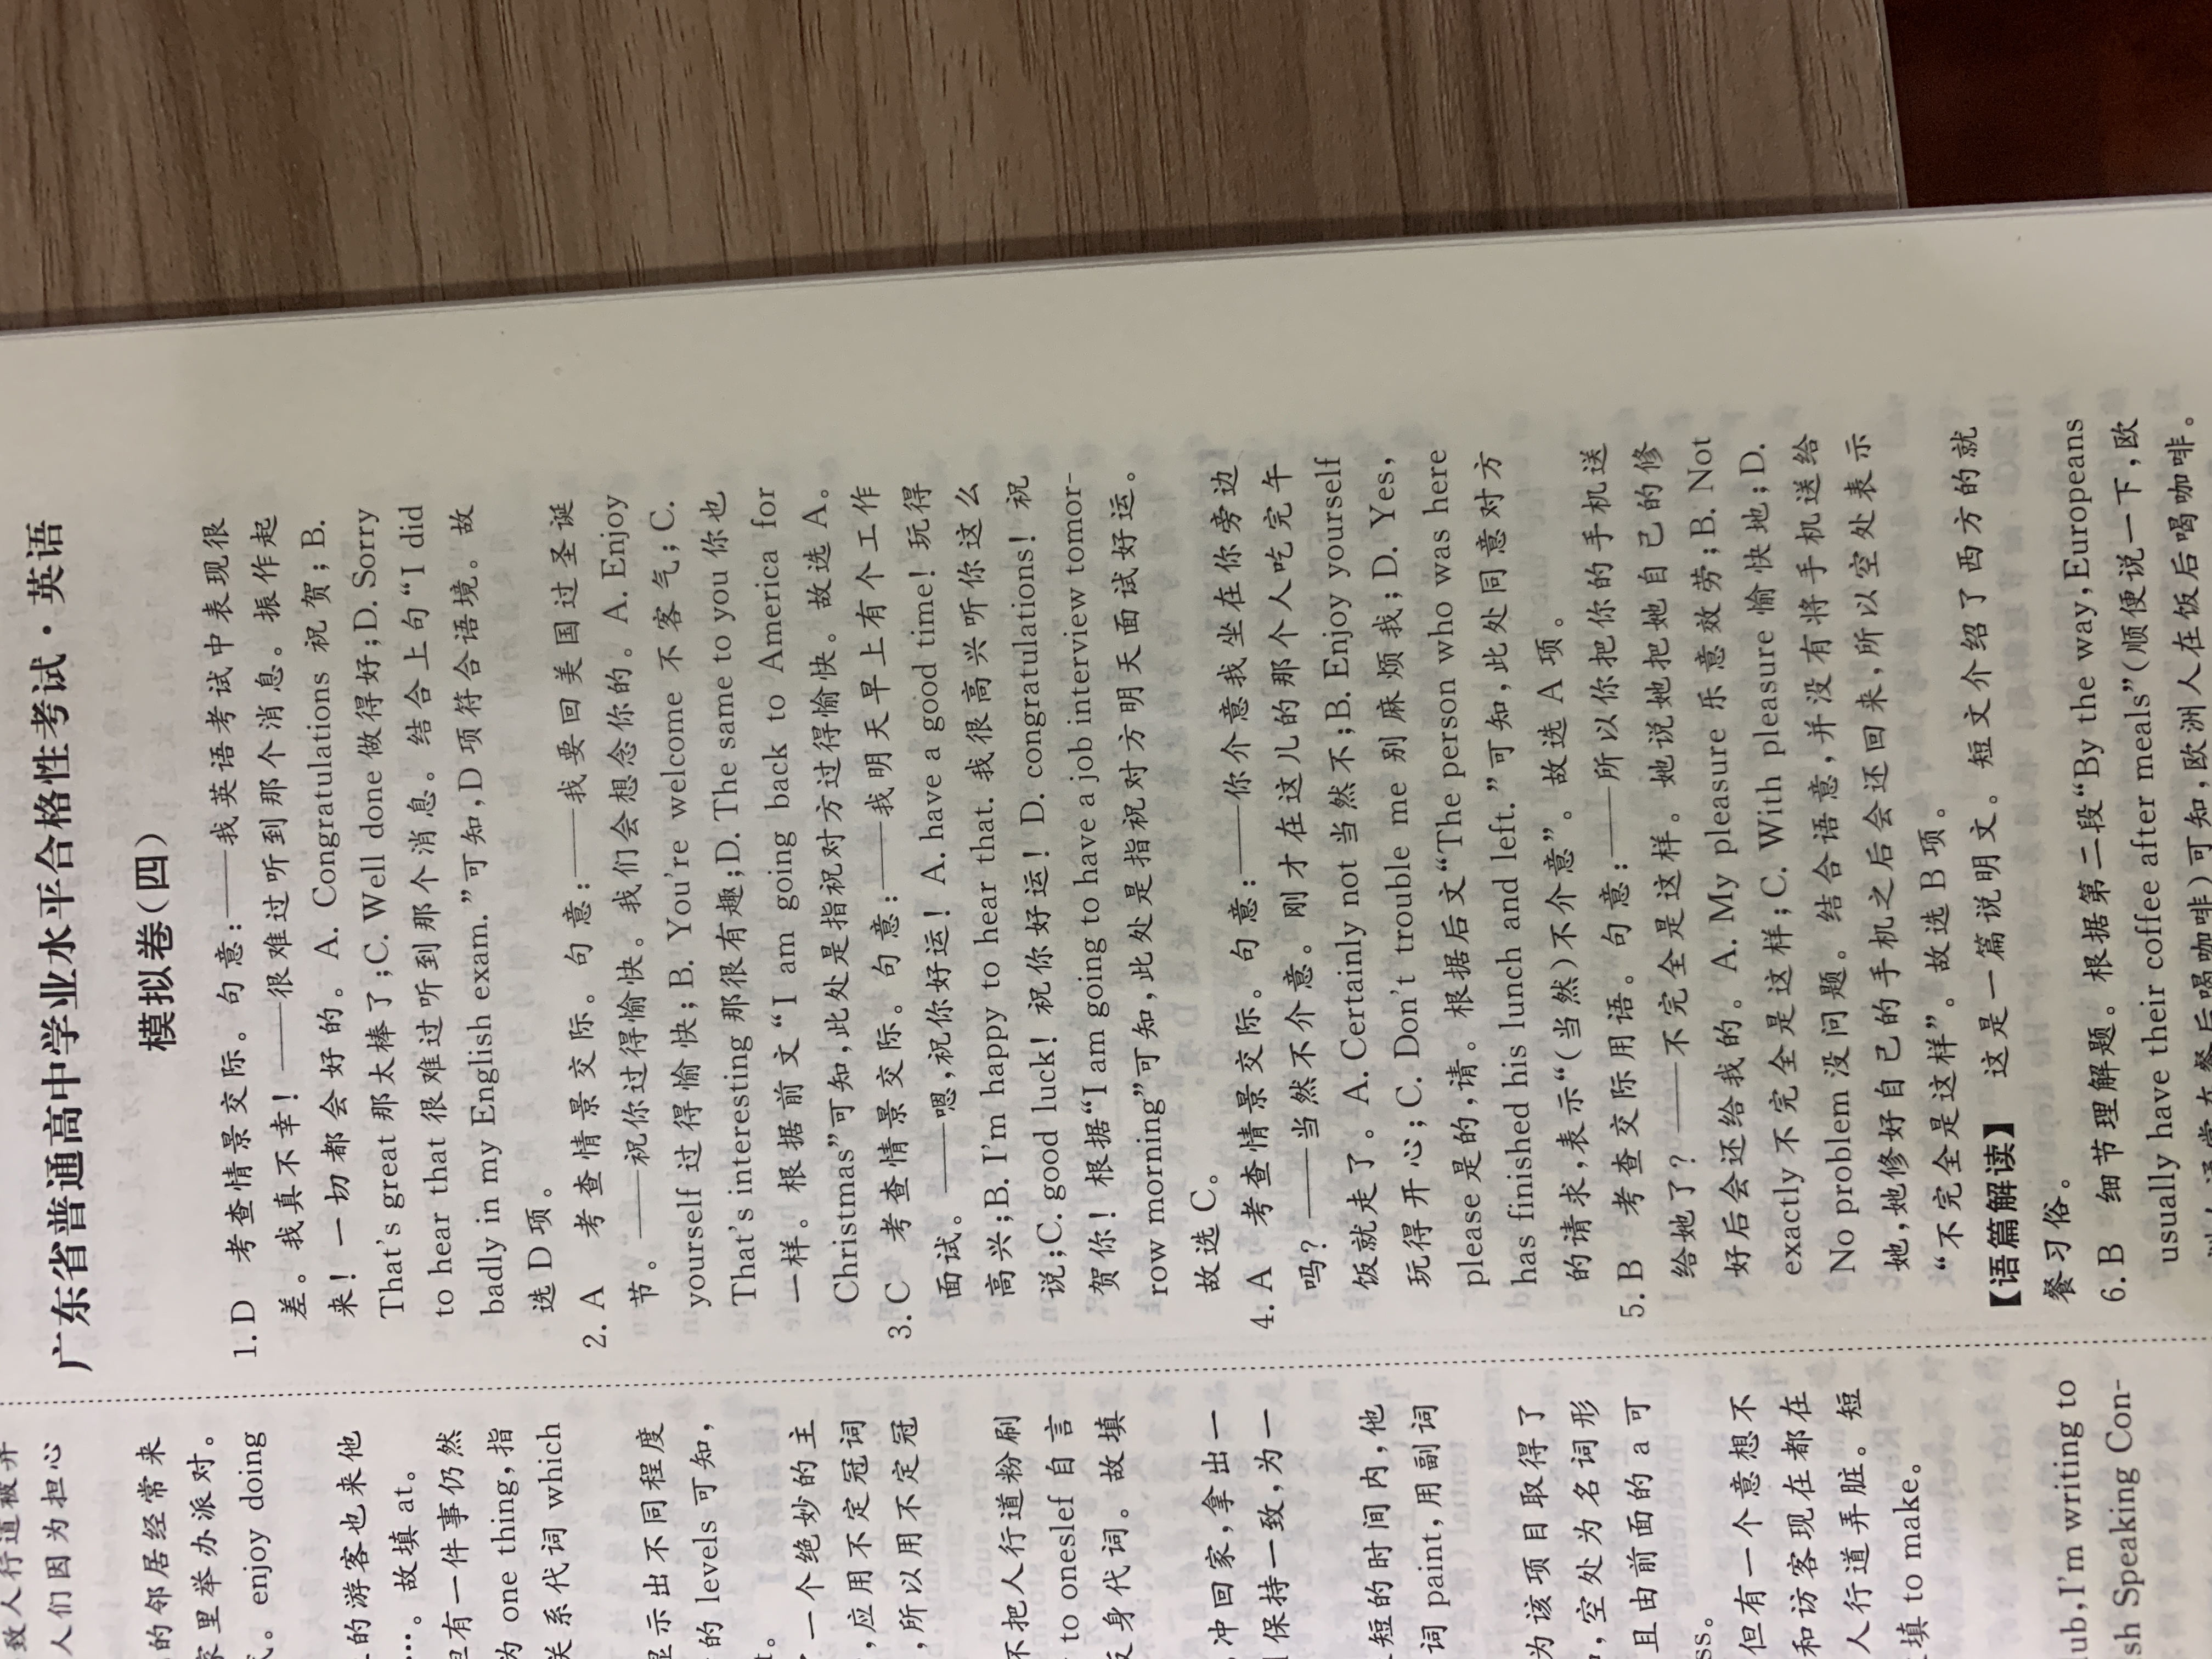 致人行道被弄
人们因为担心
的邻居经常来
家里举办派对。
enjoy doing
的游客也来他
…。故填 at。
但有一件事仍然
为 one thing,指
关系代词 which
显示出不同程度
的 levels 可知,
一个绝妙的主
,应用不定冠词
,所以用不定冠
不把人行道粉刷
to oneslef 自言
反身代词。故填
冲回家,拿出一
保持一致,为一
短的时间内,他
词 paint,用副词
为该项目取得了
,空处为名词形
且由前面的 a 可
ss。
但有一个意想不
和访客现在都在
人行道弄脏。短
填 to make。
lub,I'm writing to
sh Speaking Con-
广东省普通高中学业水平合格性考试·英语
模拟卷(四)
1. D 考查情景交际。句意:——我英语考试中表现很
差。我真不幸!——很难过听到那个消息。振作起
来!一切都会好的。A. Congratulations 祝贺;B.
That's great 那太棒了;C. Well done 做得好;D. Sorry
to hear that 很难过听到那个消息。结合上句“I did
badly in my English exam.”可知,D 项符合语境。故
选 D 项。
2. A 考查情景交际。句意:——我要回美国过圣诞
节。——祝你过得愉快。我们会想念你的。A. Enjoy
yourself 过得愉快;B. You're welcome 不客气;C.
That's interesting 那很有趣;D. The same to you 你也
一样。根据前文“I am going back to America for
Christmas”可知,此处是指祝对方过得愉快。故选 A。
3. C 考查情景交际。句意:——我明天早上有个工作
面试。——嗯,祝你好运!A. have a good time! 玩得
高兴;B. I'm happy to hear that. 我很高兴听你这么
说;C. good luck! 祝你好运!D. congratulations! 祝
贺你!根据“I am going to have a job interview tomor-
row morning”可知,此处是指祝对方明天面试好运。
故选 C。
4. A 考查情景交际。句意:——你介意我坐在你旁边
吗?——当然不介意。刚才在这儿的那个人吃完午
饭就走了。A. Certainly not 当然不;B. Enjoy yourself
玩得开心;C. Don't trouble me 别麻烦我;D. Yes,
please 是的,请。根据后文“The person who was here
has finished his lunch and left.”可知,此处同意对方
的请求,表示“(当然)不介意”。故选 A 项。
5. B 考查交际用语。句意:——所以你把你的手机送
给她了?——不完全是这样。她说她把她自己的修
好后会还给我的。A. My pleasure 乐意效劳;B. Not
exactly 不完全是这样;C. With pleasure 愉快地;D.
No problem 没问题。结合语意,并没有将手机送给
她,她修好自己的手机之后会还回来,所以空处表示
“不完全是这样”。故选 B 项。
【语篇解读】 这是一篇说明文。短文介绍了西方的就
餐习俗。
6. B 细节理解题。根据第二段“By the way,Europeans
usually have their coffee after meals”(顺便说一下,欧
洲人通常在餐后喝咖啡)可知,欧洲人在饭后喝咖啡。